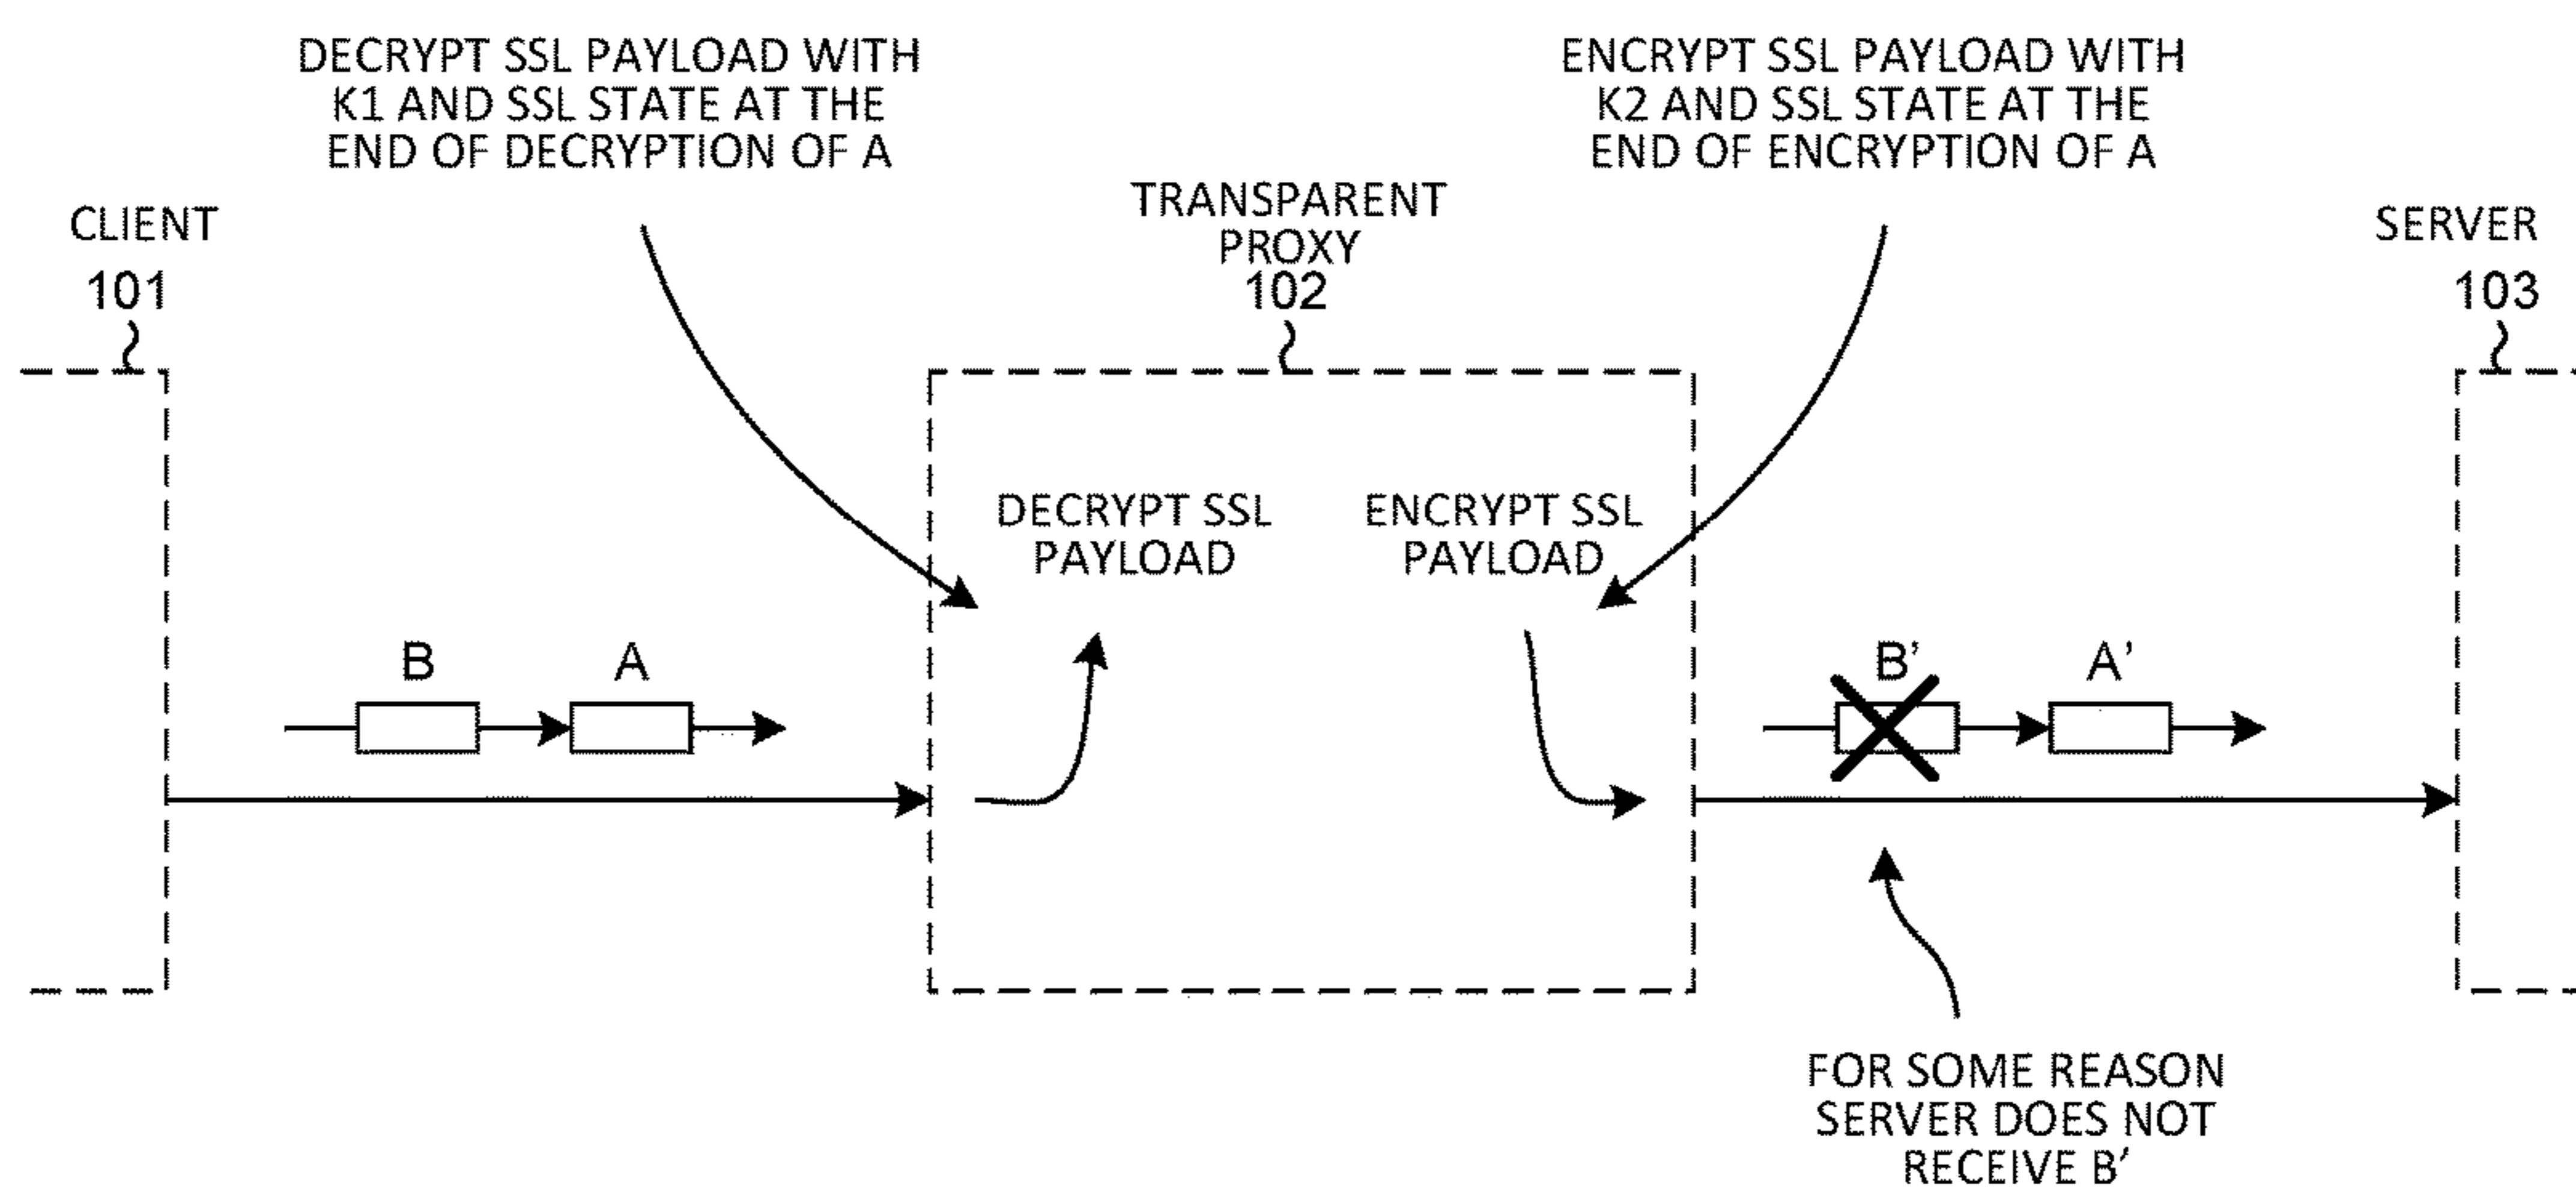 DECRYPT SSL PAYLOAD WITH
K1 AND SSL STATE AT THE
END OF DECRYPTION OF A
ENCRYPT SSL PAYLOAD WITH
K2 AND SSL STATE AT THE
END OF ENCRYPTION OF A
CLIENT
101
TRANSPARENT
PROXY
102
SERVER
103
DECRYPT SSL
PAYLOAD
ENCRYPT SSL
PAYLOAD
B
A
B’
A’
FOR SOME REASON
SERVER DOES NOT
RECEIVE B’